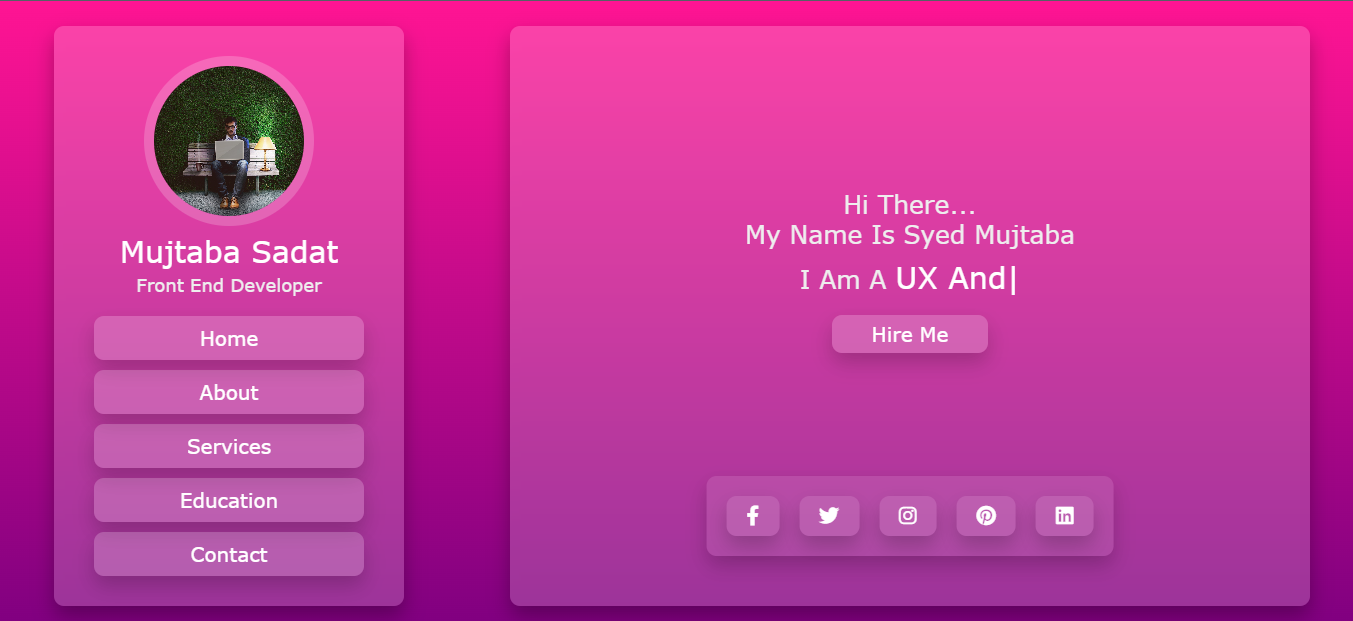 Mujtaba Sadat
Front End Developer
Home
About
Services
Education
Contact
Hi There...
My Name Is Syed Mujtaba
I Am A UX And|
Hire Me